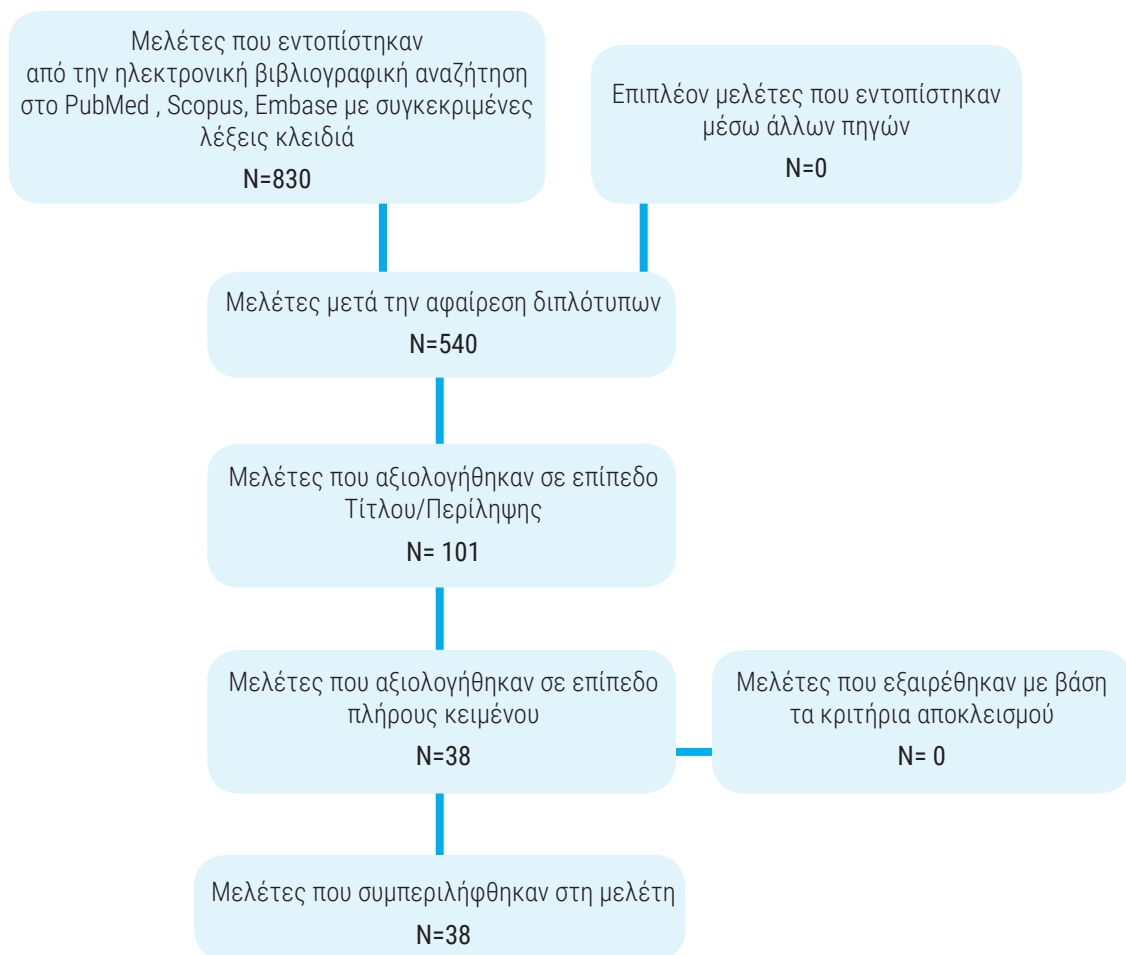 Μελέτες που εντοπίστηκαν
από την ηλεκτρονική βιβλιογραφική αναζήτηση
στο PubMed , Scopus, Embase με συγκεκριμένες
λέξεις κλειδιά
N=830
Επιπλέον μελέτες που εντοπίστηκαν
μέσω άλλων πηγών
N=0
Μελέτες μετά την αφαίρεση διπλότυπων
N=540
Μελέτες που αξιολογήθηκαν σε επίπεδο
Τίτλου/Περίληψης
N= 101
Μελέτες που αξιολογήθηκαν σε επίπεδο
πλήρους κειμένου
N=38
Μελέτες που εξαιρέθηκαν με βάση
τα κριτήρια αποκλεισμού
N= 0
Μελέτες που συμπεριλήφθηκαν στη μελέτη
N=38